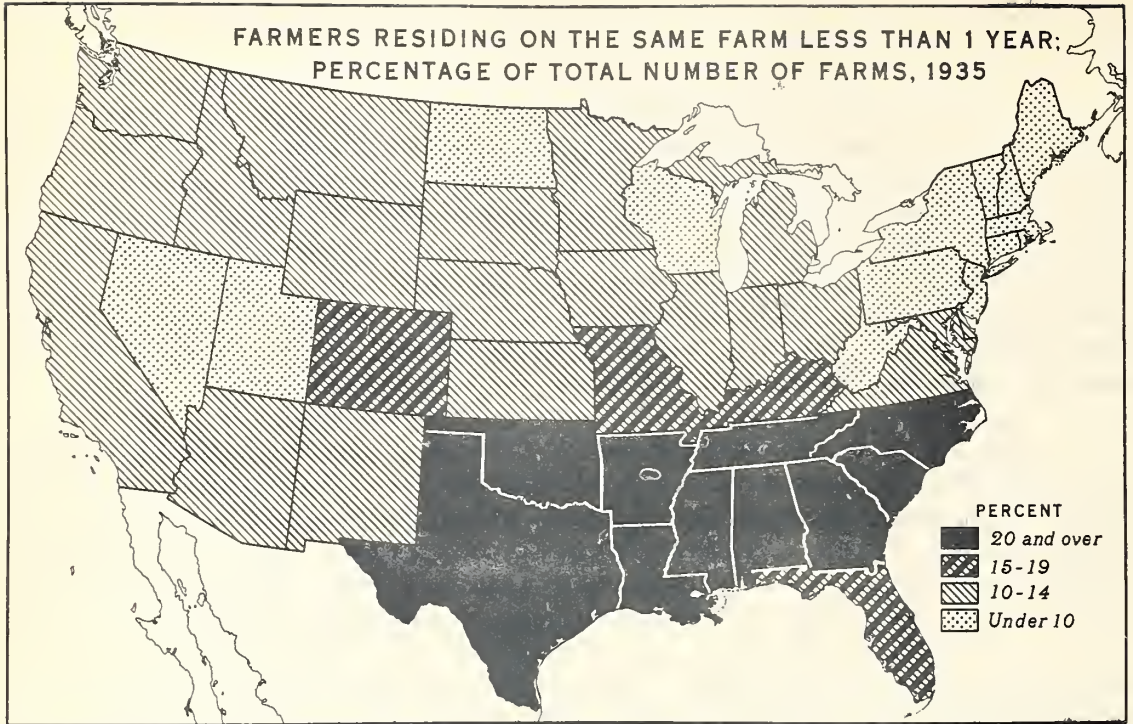 FARMERS RESIDING ON THE SAME FARM LESS THAN 1 YEAR;
PERCENTAGE OF TOTAL NUMBER OF FARMS, 1935
PERCENT
20 and over
15-19
10-14
Under 10